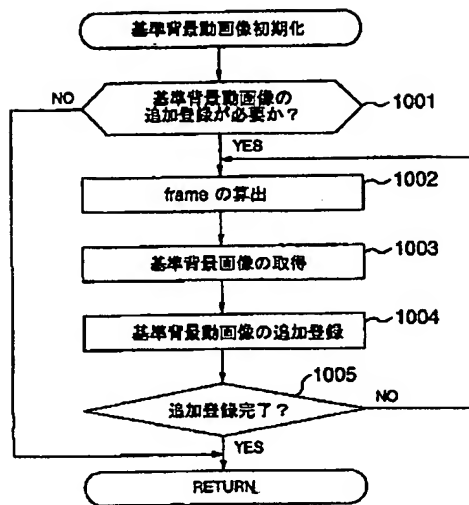 基準背景動画像初期化
NO
基準背景動画像の
追加登録が必要か？
1001
YES
frame の算出
1002
基準背景画像の取得
1003
基準背景動画像の追加登録
1004
1005
追加登録完了？
NO
YES
RETURN